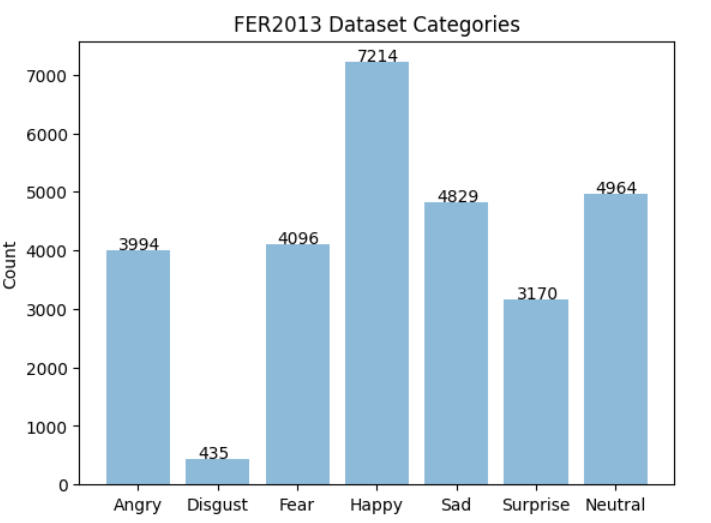 FER2013 Dataset Categories
Count
7000
6000
5000
4000
3000
2000
1000
0
3994
435
4096
7214
4829
3170
4964
Angry
Disgust
Fear
Happy
Sad
Surprise
Neutral